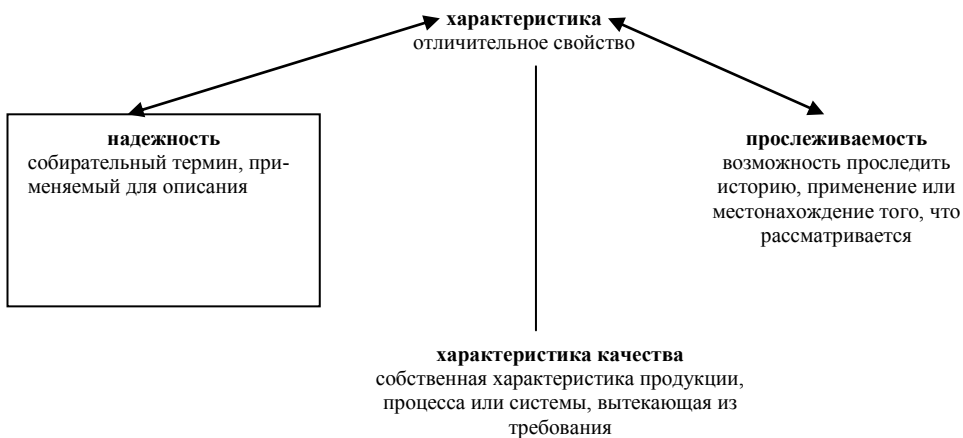 характеристика
отличительное свойство
надежность
собирательный термин, при-
меняемый для описания
прослеживаемость
возможность проследить
историю, применение или
местонахождение того, что
рассматривается
характеристика качества
собственная характеристика продукции,
процесса или системы, вытекающая из
требования